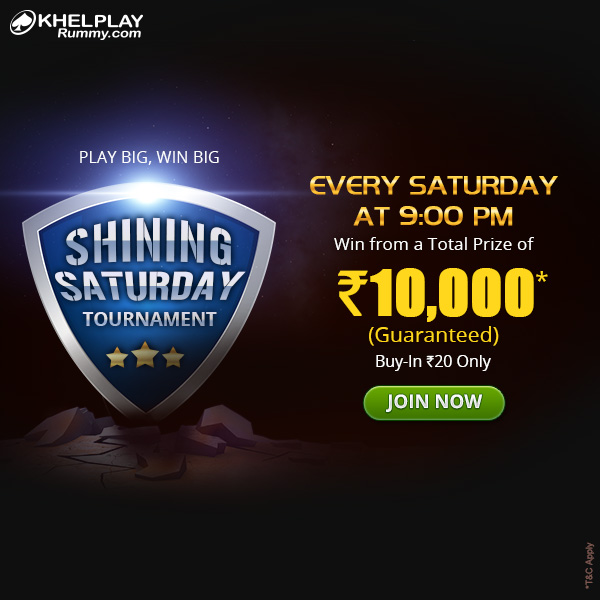 KHELPLAY
Rummy.com
PLAY BIG, WIN BIG
SHINING
SATURDAY
TOURNAMENT
EVERY SATURDAY
AT 9:00 PM
Win from a Total Prize of
₹10,000*
(Guaranteed)
Buy-In ₹20 Only
JOIN NOW
*T&C Apply